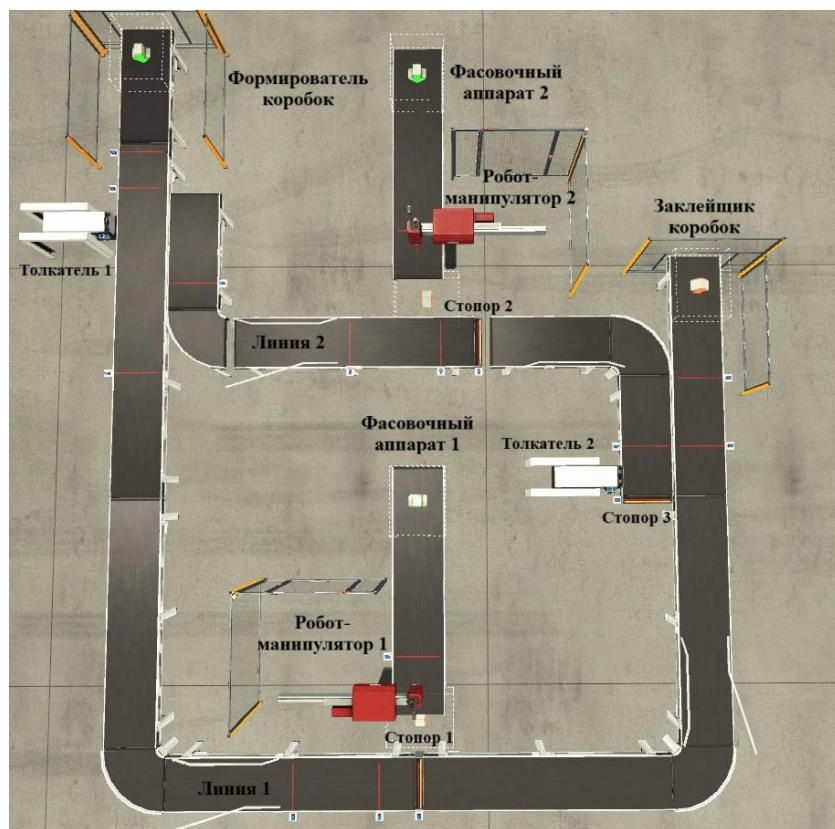 Формирователь
коробок
Фасовочный
аппарат 2
Робот-
манипулятор 2
Заклейщик
коробок
Толкатель 1
Стопор 2
Линия 2
Фасовочный
аппарат 1
Толкатель 2
Стопор 3
Робот-
манипулятор 1
Стопор 1
Линия 1